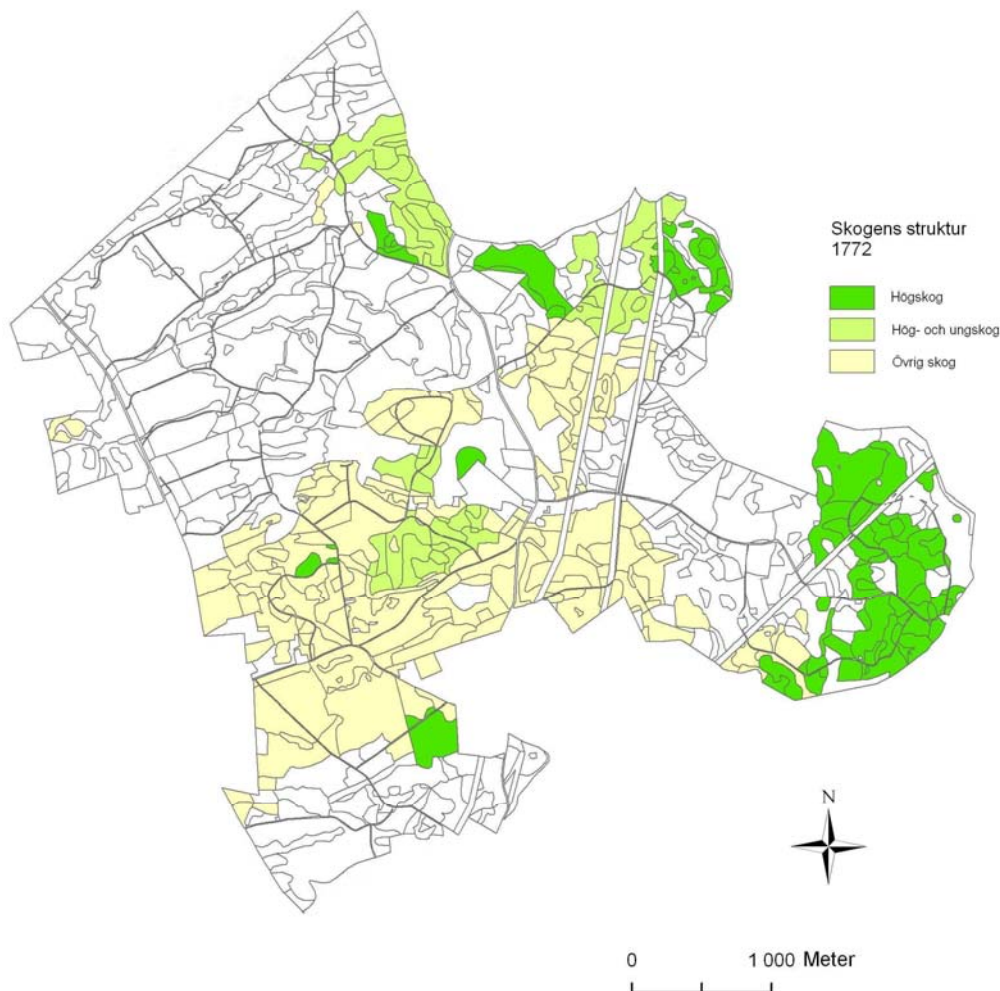 Skogens struktur
1772
Högskog
Hög- och ungskog
Övrig skog
N
0 1 000 Meter